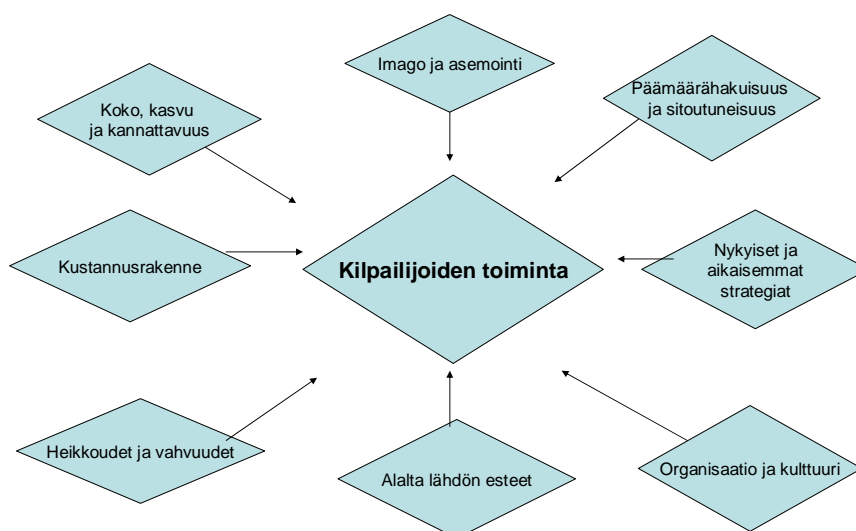 Imago ja asemointi
Päämäärähakuisuus
ja sitoutuneisuus
Koko, kasvu
ja kannattavuus
Kustannusrakenne
Kilpailijoiden toiminta
Nykyiset ja
aikaisemmat
strategiat
Heikkoudet ja vahvuudet
Alalta lähdön esteet
Organisaatio ja kulttuuri